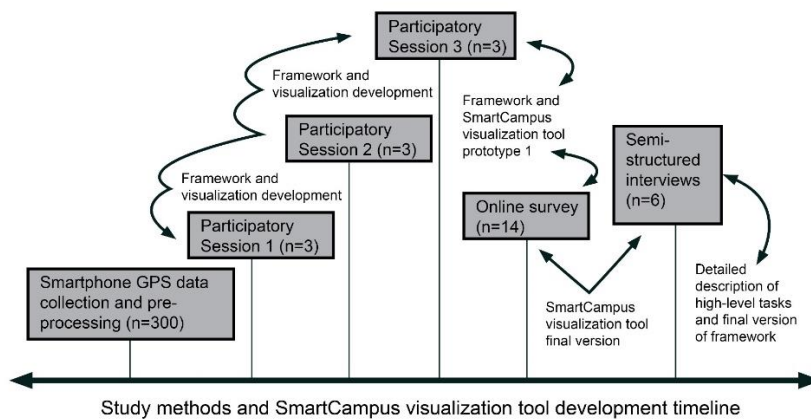 Participatory
Session 3 (n=3)
Framework and
visualization development
Participatory
Session 2 (n=3)
Framework and
visualization development
Participatory
Session 1 (n=3)
Smartphone GPS data
collection and pre-
processing (n=300)
Framework and
SmartCampus
visualization tool
prototype 1
Online survey
(n=14)
Semi-
structured
interviews
(n=6)
SmartCampus
visualization tool
final version
Detailed
description of
high-level tasks
and final version
of framework
Study methods and SmartCampus visualization tool development timeline